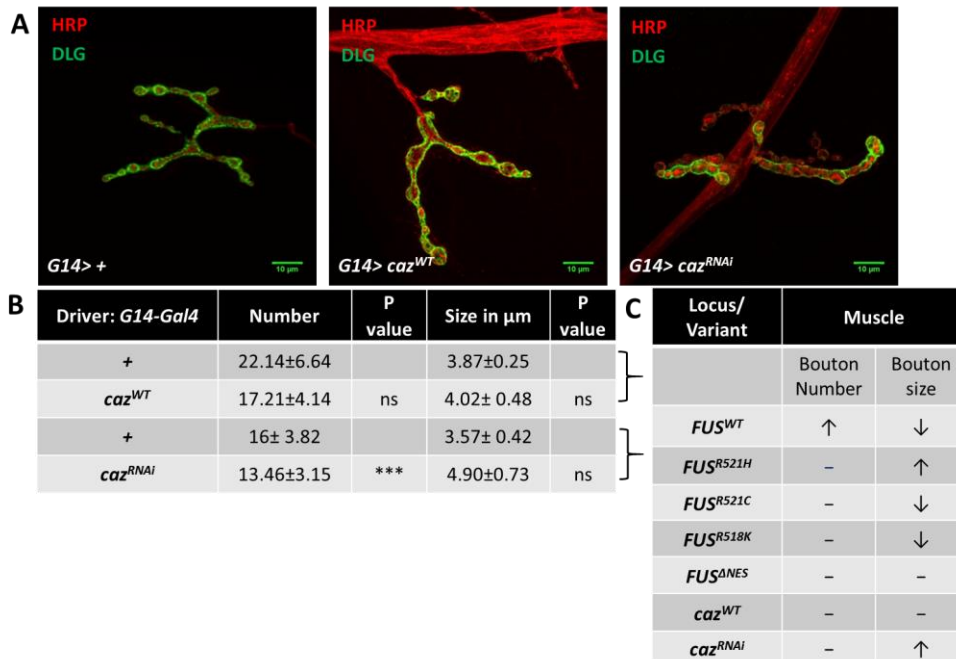 A
HRP
DLG
G14> +
10 µm
HRP
DLG
G14> caz^WT
10 µm
HRP
DLG
G14> caz^RNAi
10 µm
B
Driver: G14-Gal4 Number P value Size in µm P value
+ 22.14±6.64 3.87±0.25
caz^WT 17.21±4.14 ns 4.02± 0.48 ns
+ 16± 3.82 3.57± 0.42
caz^RNAi 13.46±3.15 *** 4.90±0.73 ns
C
Locus/ Variant Muscle
Bouton Number Bouton size
FUS^WT ↑ ↓
FUS^R521H – ↑
FUS^R521C – ↓
FUS^R518K – ↓
FUS^ΔNES – –
caz^WT – –
caz^RNAi – ↑